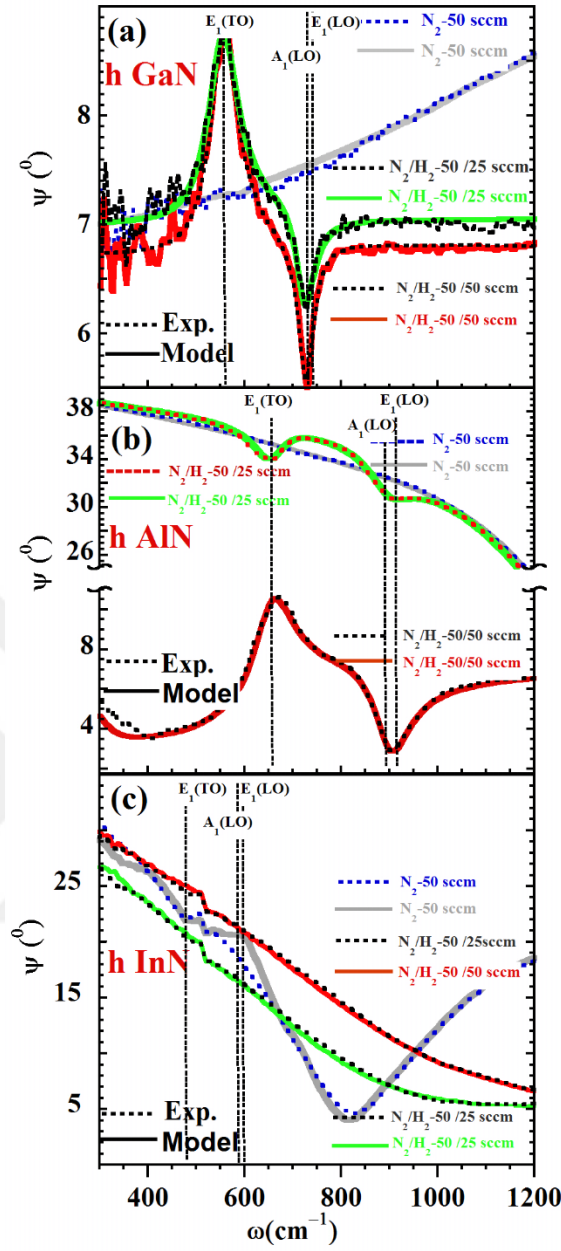 E₁(TO)
E₁(LO)
A₁(LO)
(a)
h GaN
N₂-50 sccm
N₂-50 sccm
N₂/H₂-50 /25 sccm
N₂/H₂-50 /25 sccm
N₂/H₂-50 /50 sccm
N₂/H₂-50 /50 sccm
Exp.
Model
ψ (⁰)
8
7
6
E₁(TO)
E₁(LO)
A₁(LO)
(b)
N₂-50 sccm
N₂-50 sccm
N₂/H₂-50 /25 sccm
N₂/H₂-50 /25 sccm
h AlN
N₂/H₂-50/50 sccm
N₂/H₂-50/50 sccm
Exp.
Model
ψ (⁰)
38
34
30
26
8
4
E₁(TO)
E₁(LO)
A₁(LO)
(c)
N₂-50 sccm
N₂-50 sccm
N₂/H₂-50 /25sccm
N₂/H₂-50 /50 sccm
h InN
Exp.
Model
N₂/H₂-50 /25 sccm
N₂/H₂-50 /25 sccm
ψ (⁰)
25
15
5
400 600 800 1000 1200
ω(cm⁻¹)